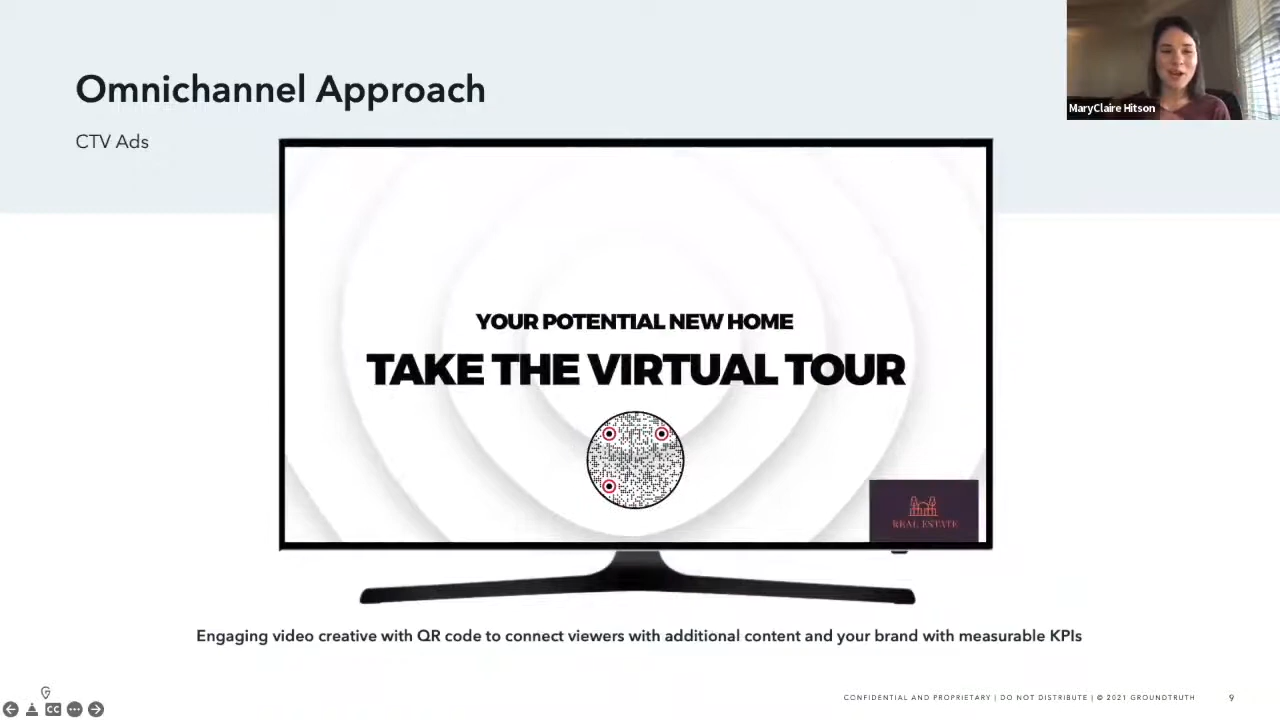 Omnichannel Approach
CTV Ads
MaryClaire Hitson
YOUR POTENTIAL NEW HOME
TAKE THE VIRTUAL TOUR
REAL ESTATE
Engaging video creative with QR code to connect viewers with additional content and your brand with measurable KPIs
CONFIDENTIAL AND PROPRIETARY | DO NOT DISTRIBUTE | © 2021 GROUNDTRUTH
9
CC